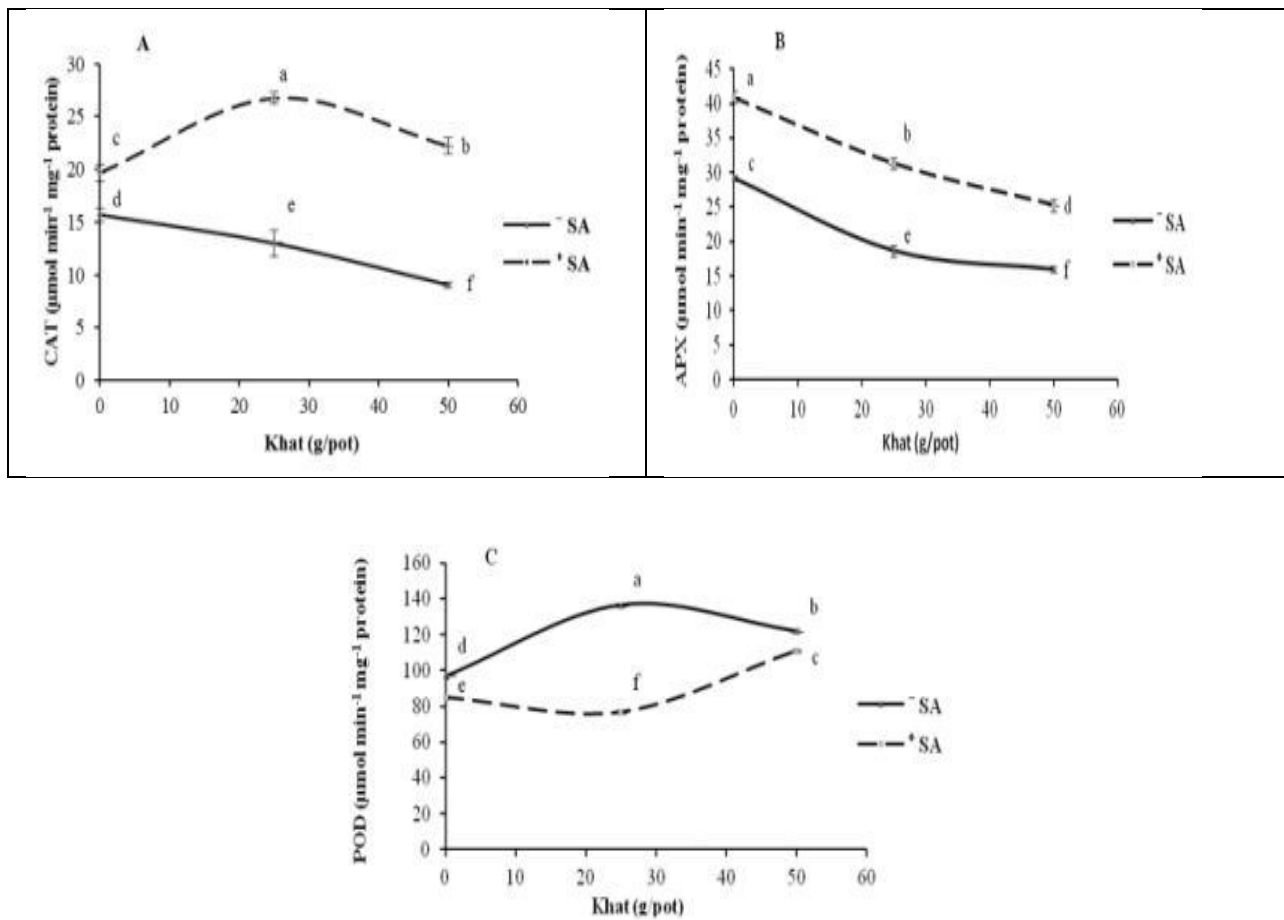 A
CAT (µmol min⁻¹ mg⁻¹ protein)
30
25
20
15
10
5
0
a
c
b
d
e
f
⁻SA
⁺SA
0 10 20 30 40 50 60
Khat (g/pot)
B
APX (µmol min⁻¹ mg⁻¹ protein)
45
40
35
30
25
20
15
10
5
0
a
b
c
d
e
f
⁻SA
⁺SA
0 10 20 30 40 50 60
Khat (g/pot)
C
POD (µmol min⁻¹ mg⁻¹ protein)
160
140
120
100
80
60
40
20
0
a
b
d
c
e
f
⁻SA
⁺SA
0 10 20 30 40 50 60
Khat (g/pot)